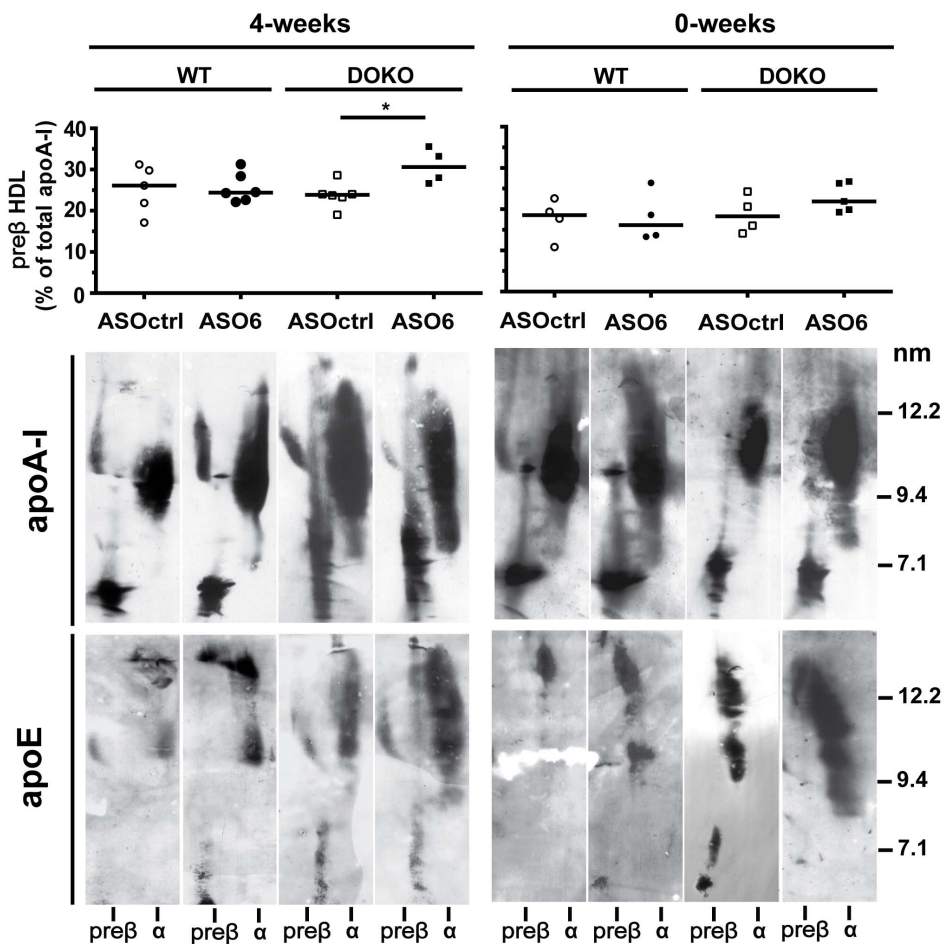 4-weeks 0-weeks
WT DOKO WT DOKO
*
preβ HDL
(% of total apoA-I)
40
30
20
10
0
ASOctrl ASO6 ASOctrl ASO6 ASOctrl ASO6 ASOctrl ASO6
nm
apoA-I
12.2
9.4
7.1
apoE
12.2
9.4
7.1
preβ α preβ α preβ α preβ α preβ α preβ α preβ α preβ α